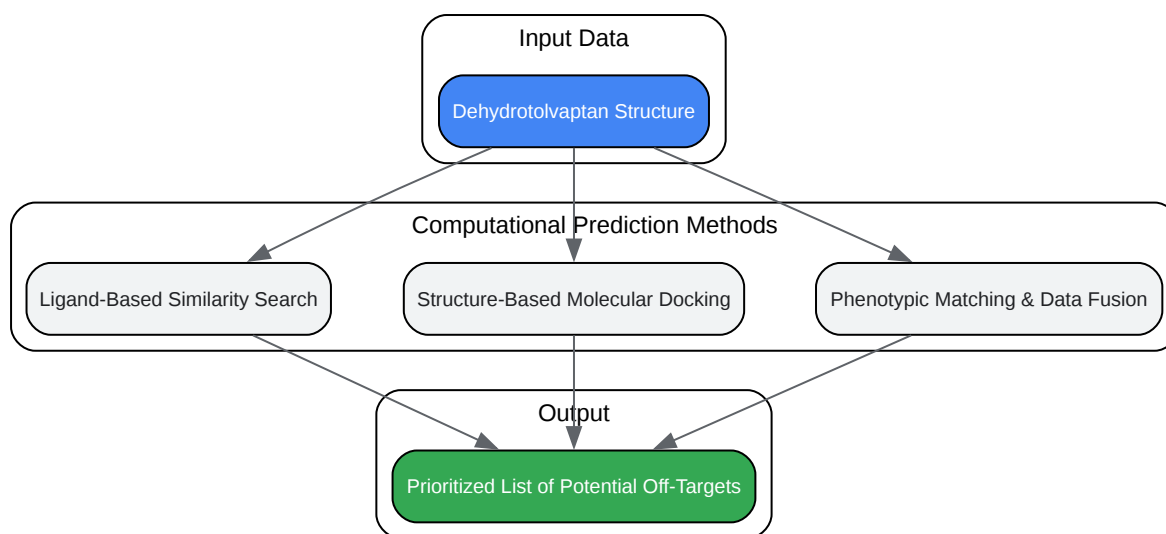 Input Data
Dehydrotolvaptan Structure
Computational Prediction Methods
Ligand-Based Similarity Search
Structure-Based Molecular Docking
Phenotypic Matching & Data Fusion
Output
Prioritized List of Potential Off-Targets